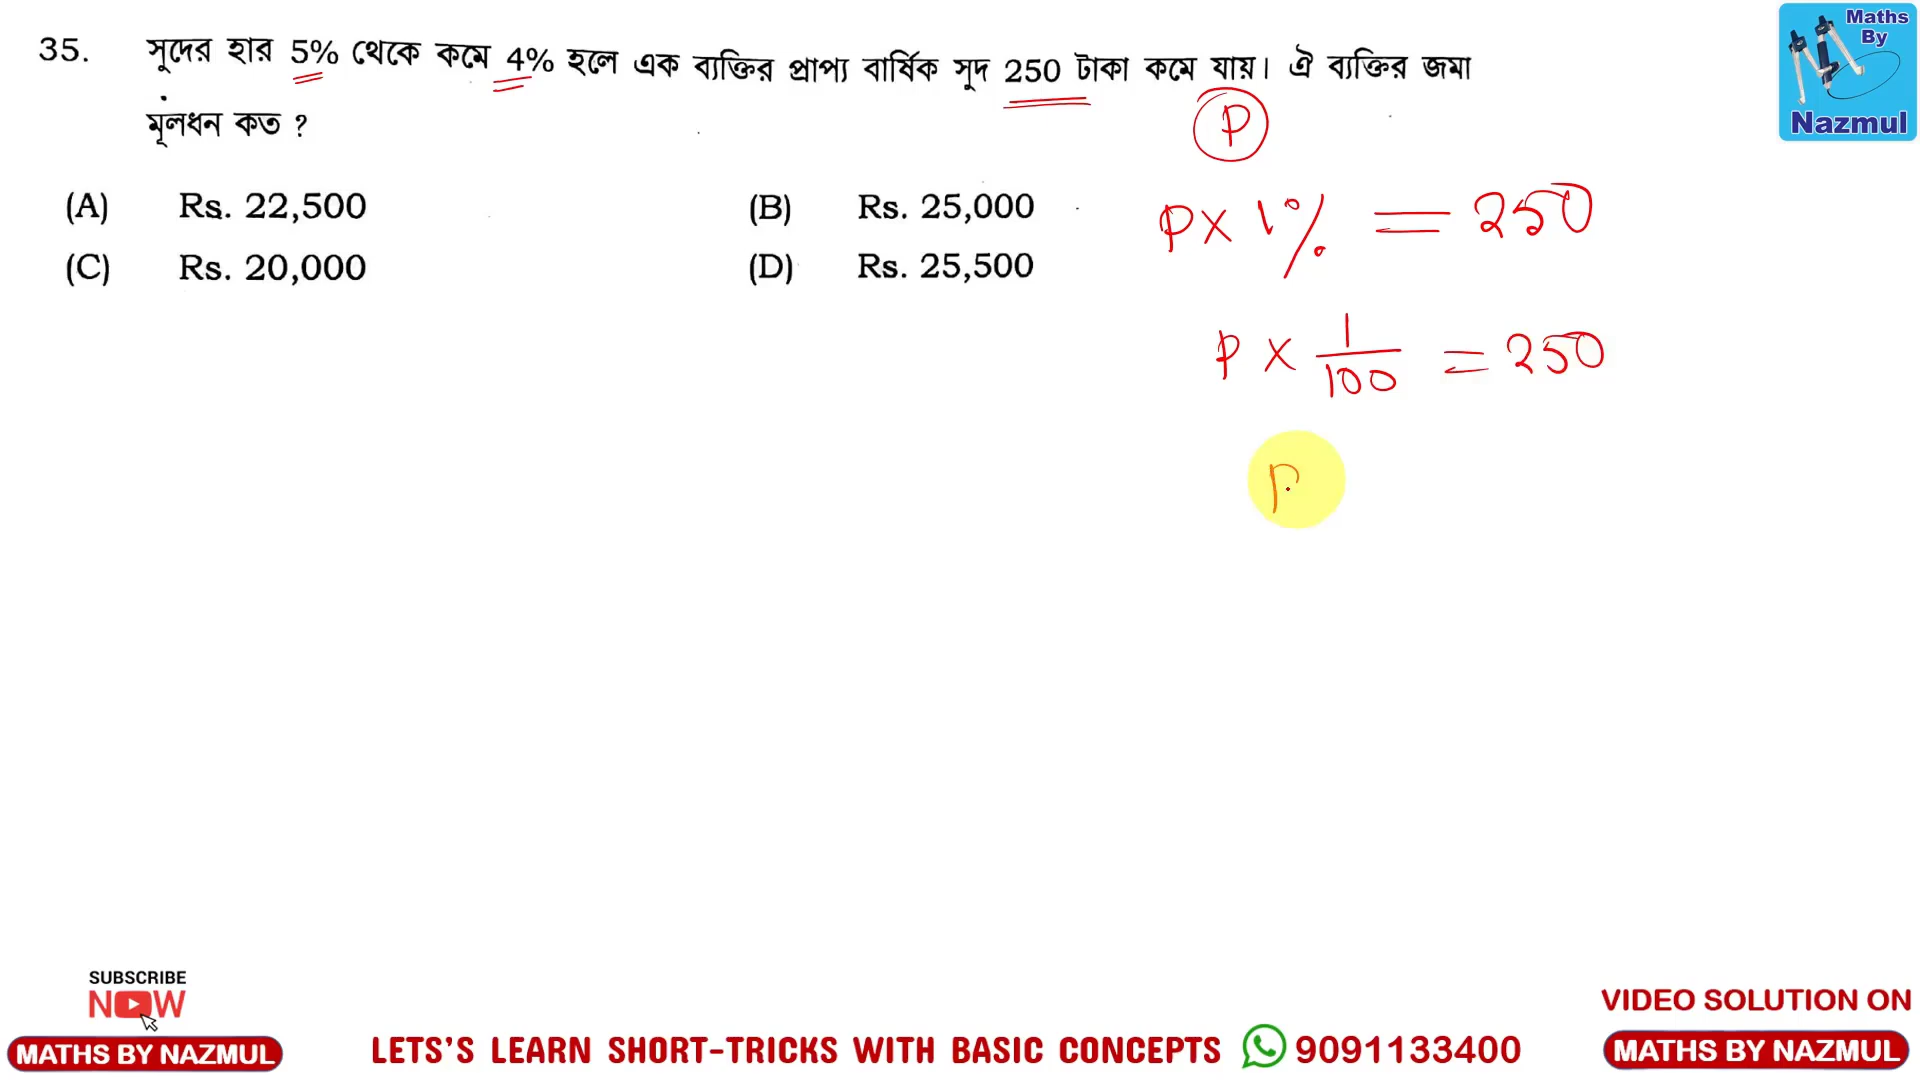 35. সুদের হার 5% থেকে কমে 4% হলে এক ব্যক্তির প্রাপ্য বার্ষিক সুদ 250 টাকা কমে যায়। ঐ ব্যক্তির জমা
মূলধন কত ?
(A) Rs. 22,500 (B) Rs. 25,000
(C) Rs. 20,000 (D) Rs. 25,500
P
P × 1% = 250
P × 1/100 = 250
P
Maths
By
Nazmul
SUBSCRIBE
NOW
MATHS BY NAZMUL
LETS'S LEARN SHORT-TRICKS WITH BASIC CONCEPTS 9091133400
VIDEO SOLUTION ON
MATHS BY NAZMUL